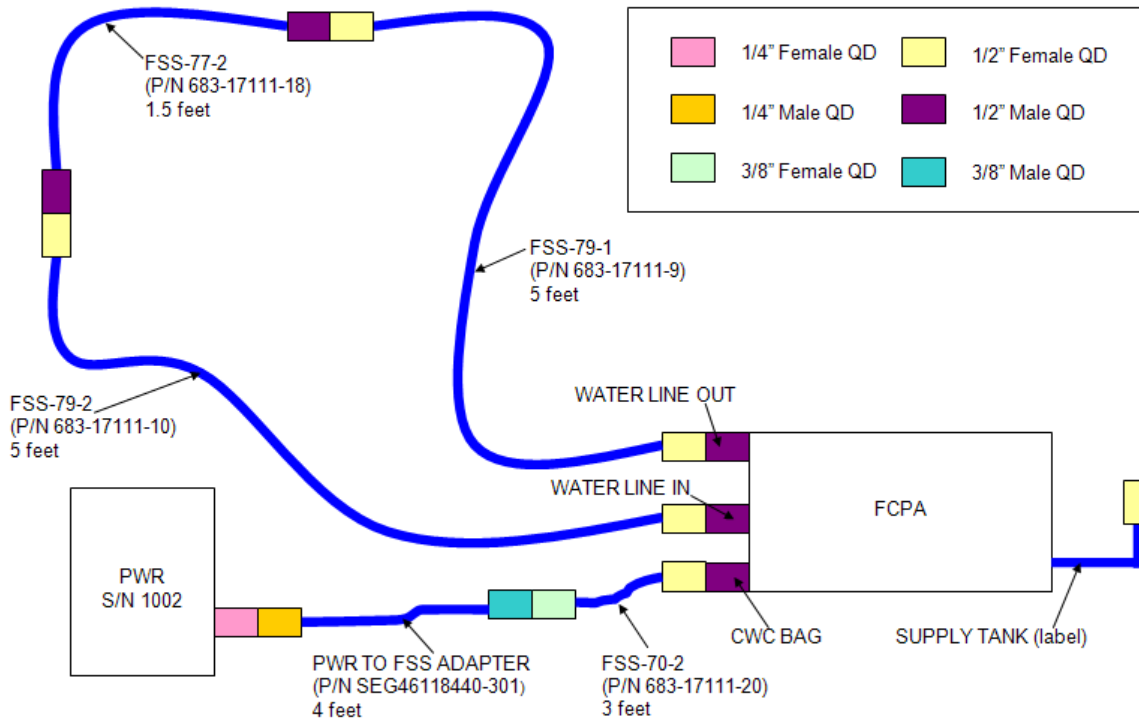 FSS-77-2
(P/N 683-17111-18)
1.5 feet
1/4” Female QD
1/2” Female QD
1/4” Male QD
1/2” Male QD
3/8” Female QD
3/8” Male QD
FSS-79-1
(P/N 683-17111-9)
5 feet
FSS-79-2
(P/N 683-17111-10)
5 feet
WATER LINE OUT
WATER LINE IN
FCPA
PWR
S/N 1002
CWC BAG
SUPPLY TANK (label)
PWR TO FSS ADAPTER
(P/N SEG46118440-301)
4 feet
FSS-70-2
(P/N 683-17111-20)
3 feet